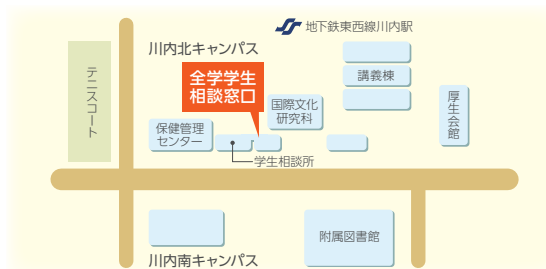 地下鉄東西線川内駅
川内北キャンパス
テニスコート
全学学生
相談窓口
講義棟
国際文化
研究科
厚生会館
保健管理
センター
学生相談所
附属図書館
川内南キャンパス